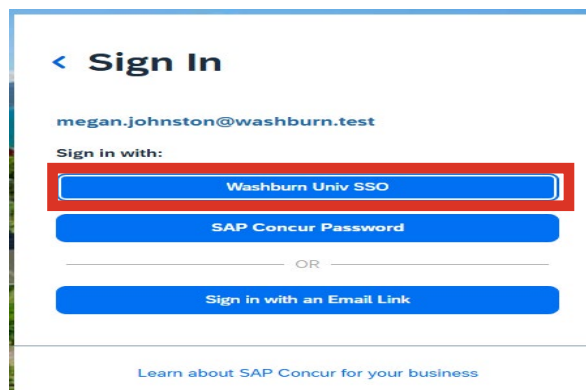 < Sign In
megan.johnston@washburn.test
Sign in with:
Washburn Univ SSO
SAP Concur Password
OR
Sign in with an Email Link
Learn about SAP Concur for your business